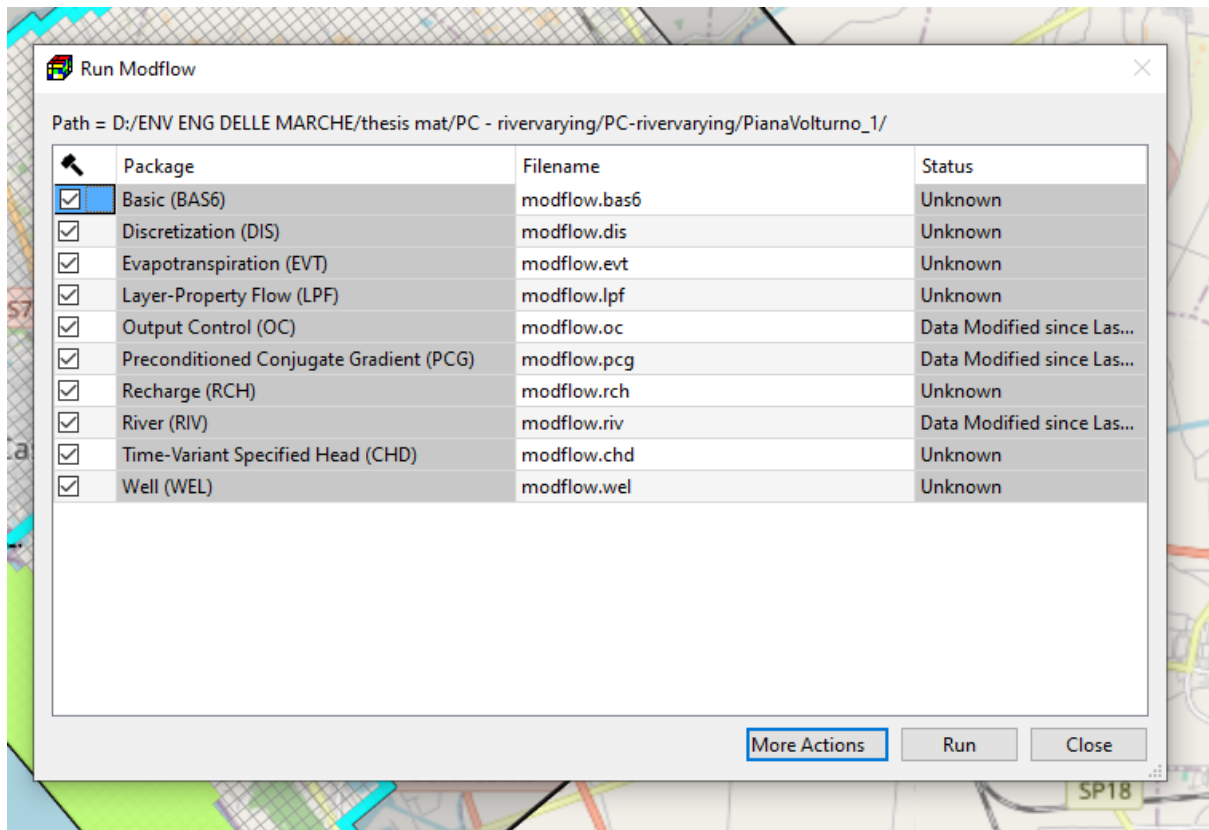 Run Modflow
Path = D:/ENV ENG DELLE MARCHE/thesis mat/PC - rivervarying/PC-rivervarying/PianaVolturno_1/
Package Filename Status
Basic (BAS6) modflow.bas6 Unknown
Discretization (DIS) modflow.dis Unknown
Evapotranspiration (EVT) modflow.evt Unknown
Layer-Property Flow (LPF) modflow.lpf Unknown
Output Control (OC) modflow.oc Data Modified since Las...
Preconditioned Conjugate Gradient (PCG) modflow.pcg Data Modified since Las...
Recharge (RCH) modflow.rch Unknown
River (RIV) modflow.riv Data Modified since Las...
Time-Variant Specified Head (CHD) modflow.chd Unknown
Well (WEL) modflow.wel Unknown
More Actions Run Close
SP18